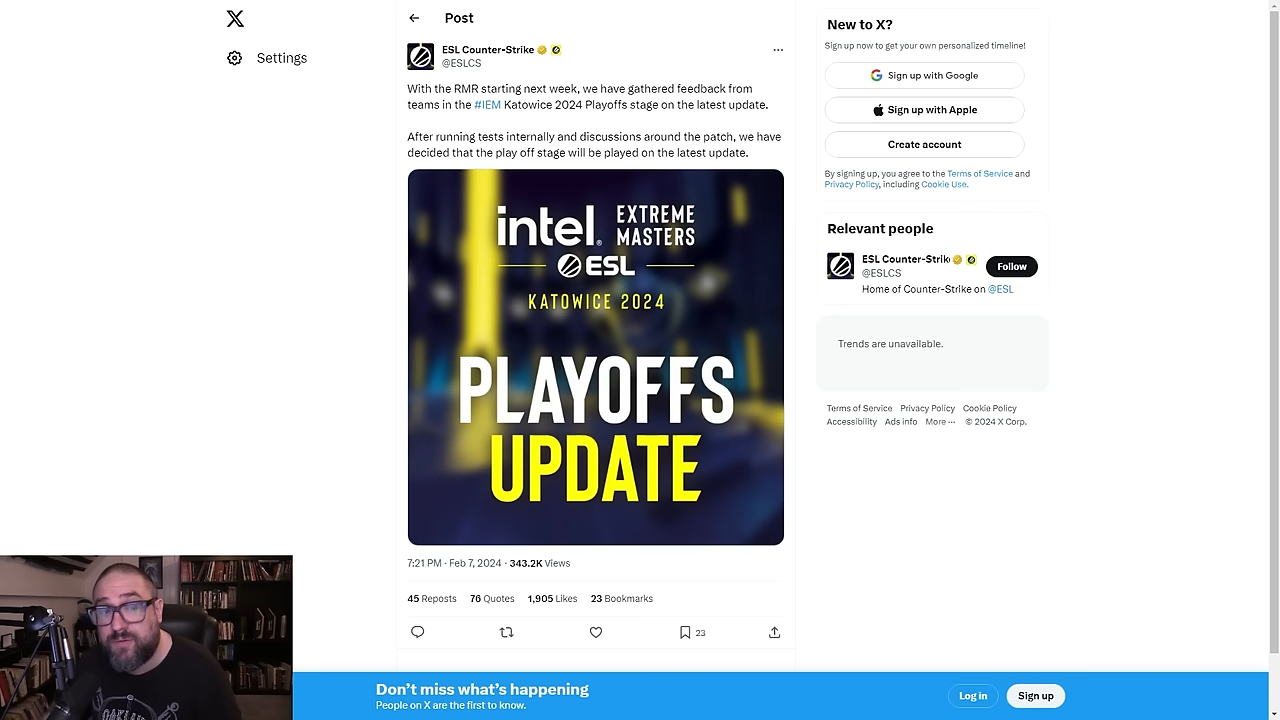 Settings
Post
ESL Counter-Strike
@ESLCS
With the RMR starting next week, we have gathered feedback from
teams in the #IEM Katowice 2024 Playoffs stage on the latest update.
After running tests internally and discussions around the patch, we have
decided that the play off stage will be played on the latest update.
intel. EXTREME
MASTERS
ESL
KATOWICE 2024
PLAYOFFS
UPDATE
7:21 PM · Feb 7, 2024 · 343.2K Views
45 Reposts 76 Quotes 1,905 Likes 23 Bookmarks
23
New to X?
Sign up now to get your own personalized timeline!
Sign up with Google
Sign up with Apple
Create account
By signing up, you agree to the Terms of Service and
Privacy Policy, including Cookie Use.
Relevant people
ESL Counter-Strik
@ESLCS
Follow
Home of Counter-Strike on @ESL
Trends are unavailable.
Terms of Service Privacy Policy Cookie Policy
Accessibility Ads info More ··· © 2024 X Corp.
Don't miss what's happening
People on X are the first to know.
Log in
Sign up